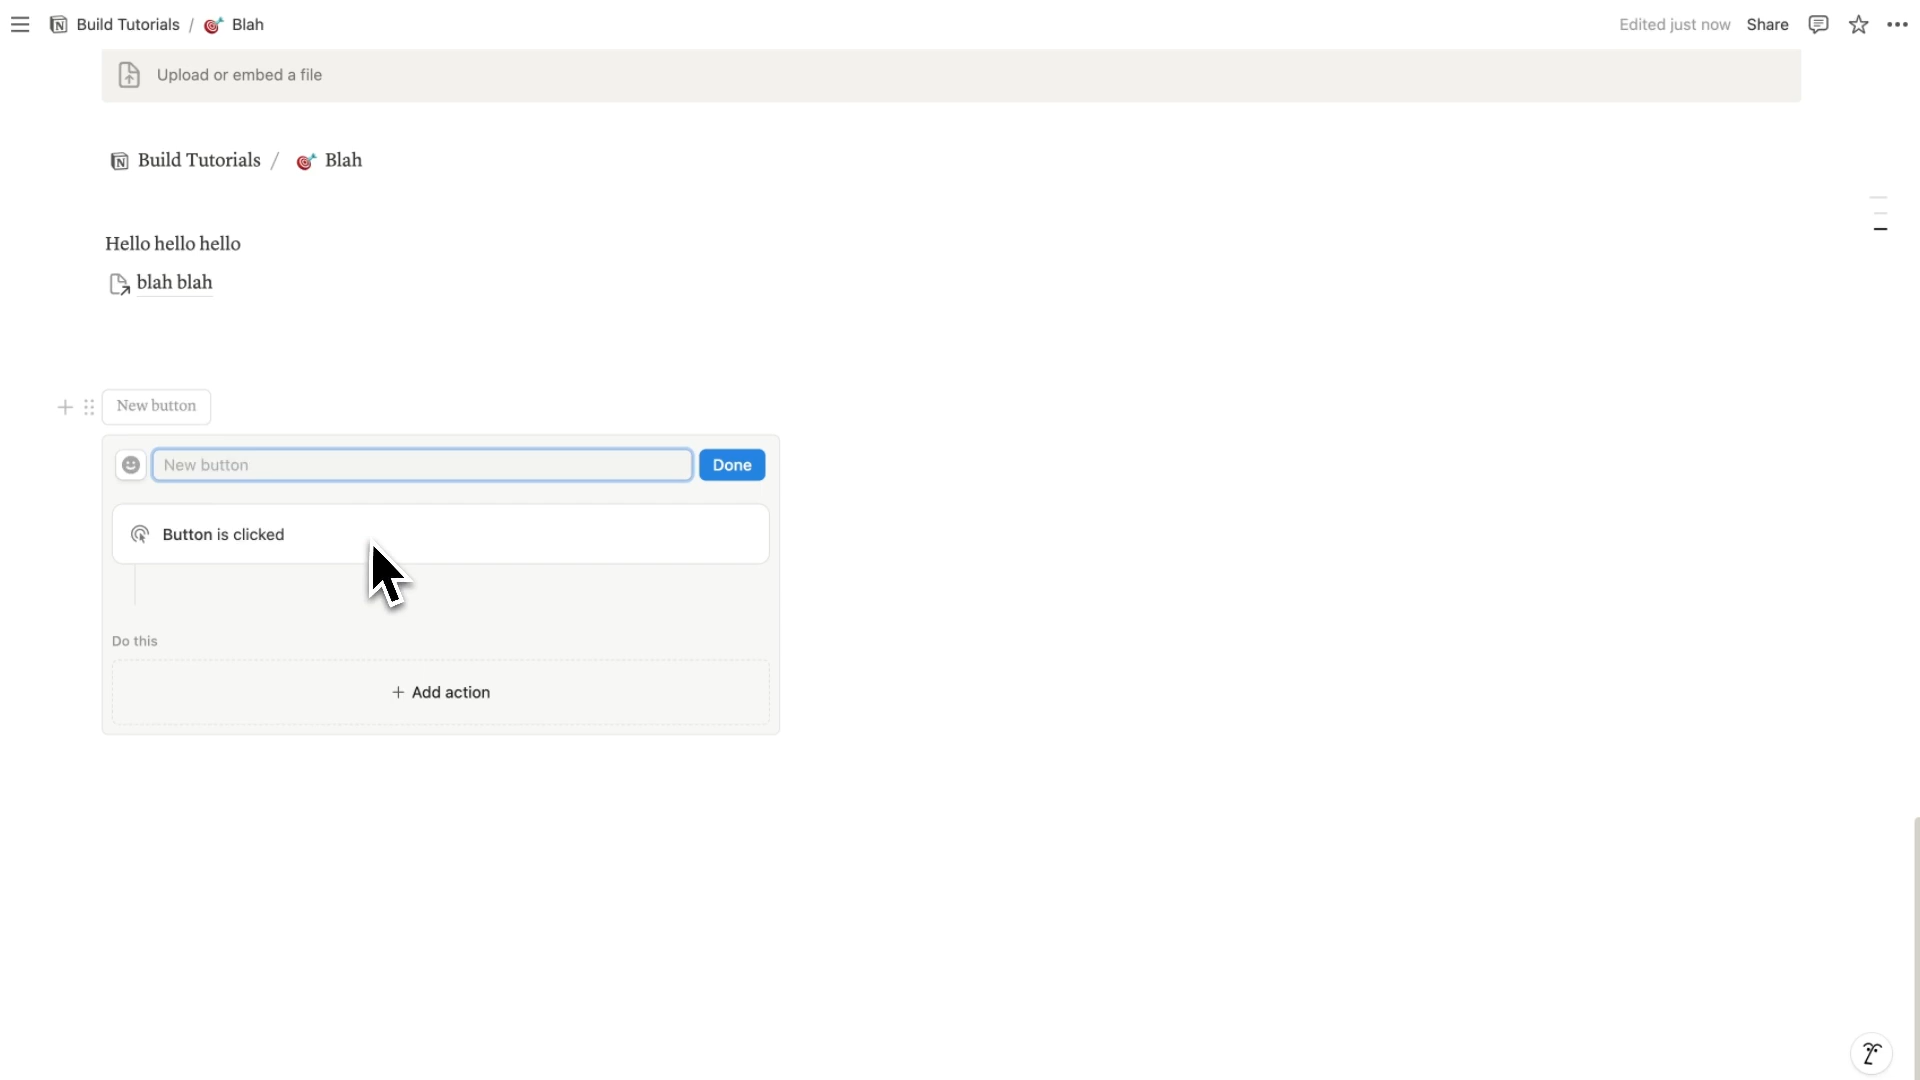 Build Tutorials / Blah
Edited just now Share
Upload or embed a file
Build Tutorials / Blah
Hello hello hello
blah blah
New button
New button Done
Button is clicked
Do this
+ Add action